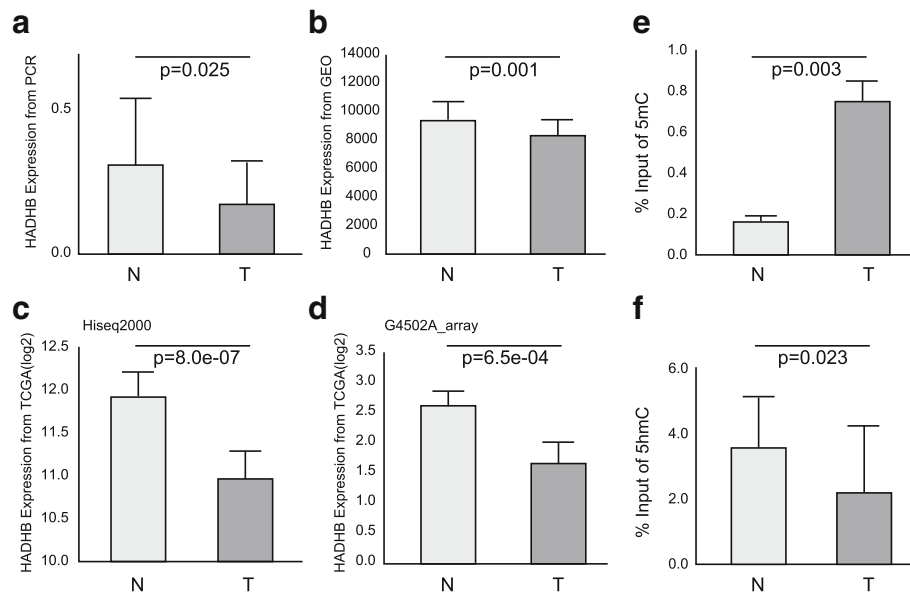 a
HADHB Expression from PCR
0.5
0.0
p=0.025
N T
b
HADHB Expression from GEO
14000
12000
10000
8000
6000
4000
2000
0
p=0.001
N T
e
% Input of 5mC
1.0
0.8
0.6
0.4
0.2
0.0
p=0.003
N T
c
Hiseq2000
HADHB Expression from TCGA(log2)
12.5
12.0
11.5
11.0
10.5
10.0
p=8.0e-07
N T
d
G4502A_array
HADHB Expression from TCGA(log2)
3.5
3.0
2.5
2.0
1.5
1.0
0.5
0.0
p=6.5e-04
N T
f
% Input of 5hmC
6.0
4.0
2.0
0.0
p=0.023
N T